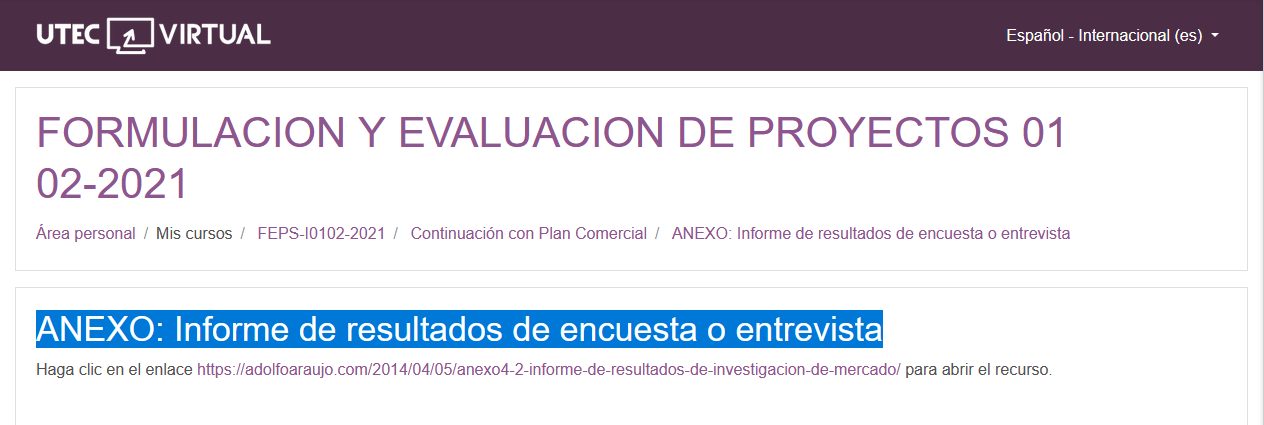 UTEC VIRTUAL
Español - Internacional (es)
FORMULACION Y EVALUACION DE PROYECTOS 01
02-2021
Área personal / Mis cursos / FEPS-I0102-2021 / Continuación con Plan Comercial / ANEXO: Informe de resultados de encuesta o entrevista
ANEXO: Informe de resultados de encuesta o entrevista
Haga clic en el enlace https://adolfoaraujo.com/2014/04/05/anexo4-2-informe-de-resultados-de-investigacion-de-mercado/ para abrir el recurso.